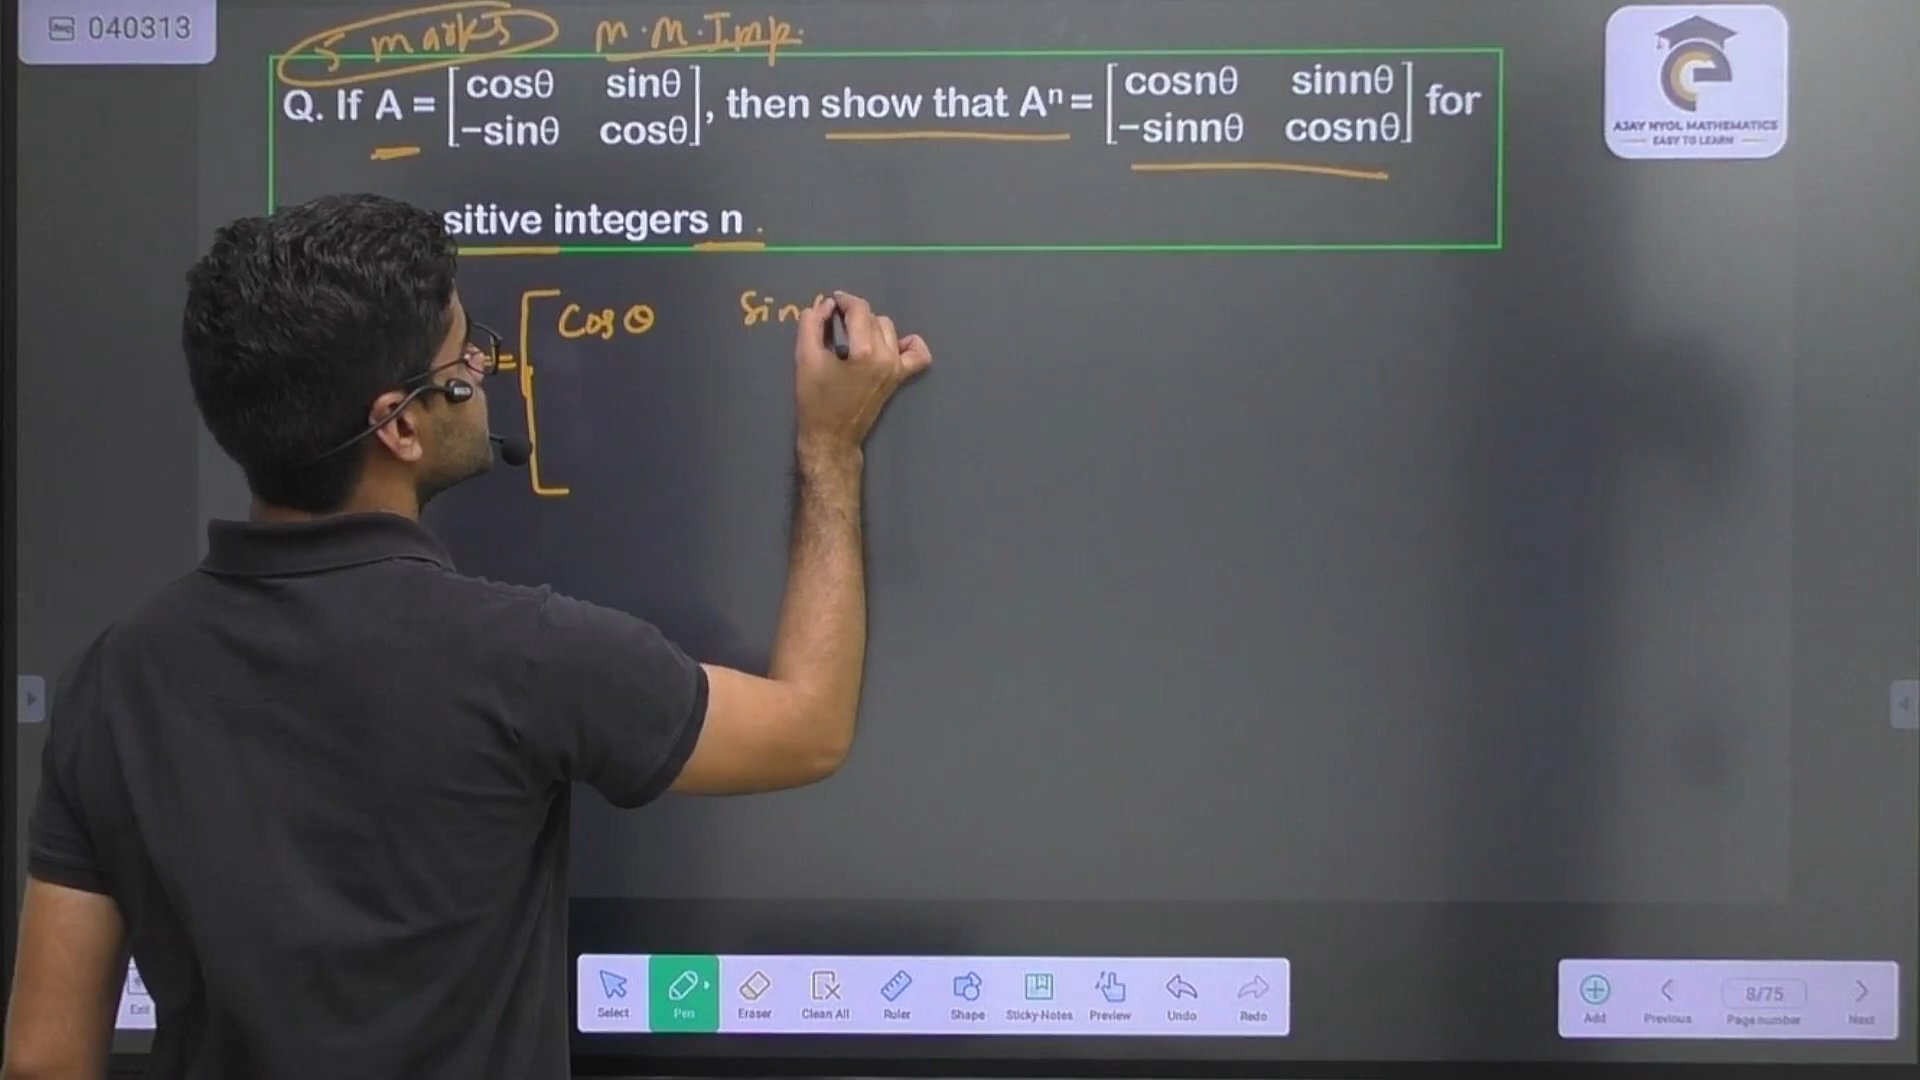 040313
5 marks M.M.Imp.
Q. If A = [cosθ sinθ
−sinθ cosθ], then show that Aⁿ = [cosnθ sinnθ
−sinnθ cosnθ] for
sitive integers n .
AJAY NYOL MATHEMATICS
EASY TO LEARN
= [Cosθ Sin
Exit
Select Pen Eraser Clean All Ruler Shape Sticky-Notes Preview Undo Redo
8/75
Add Previous Page number Next